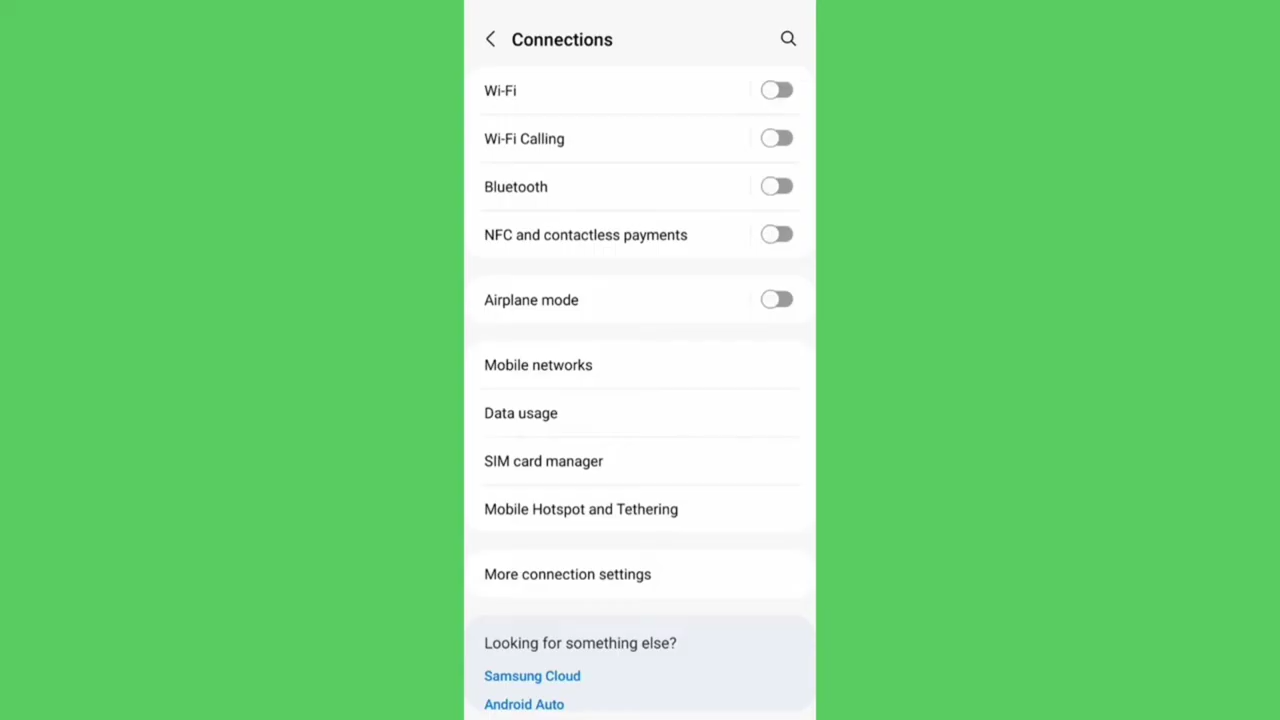 Connections
Wi-Fi
Wi-Fi Calling
Bluetooth
NFC and contactless payments
Airplane mode
Mobile networks
Data usage
SIM card manager
Mobile Hotspot and Tethering
More connection settings
Looking for something else?
Samsung Cloud
Android Auto